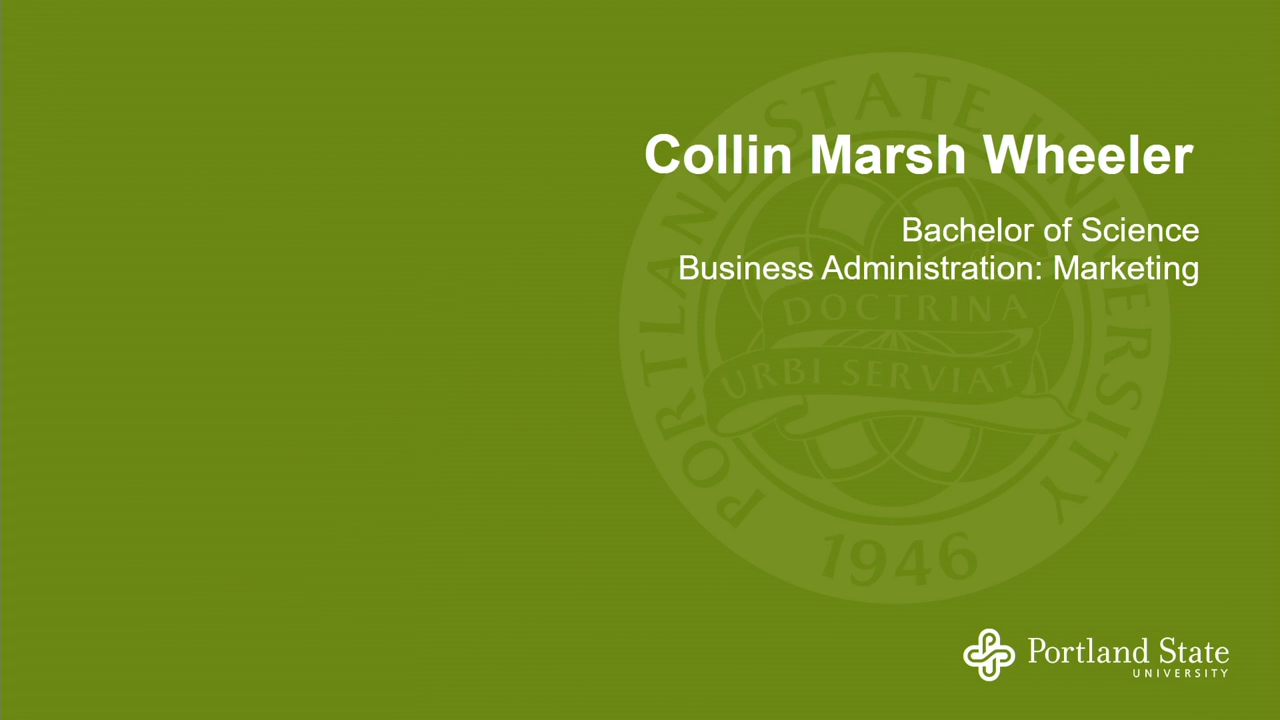 Collin Marsh Wheeler
Bachelor of Science
Business Administration: Marketing
PORTLAND STATE UNIVERSITY
DOCTRINA
URBI SERVIAT
1946
Portland State
UNIVERSITY